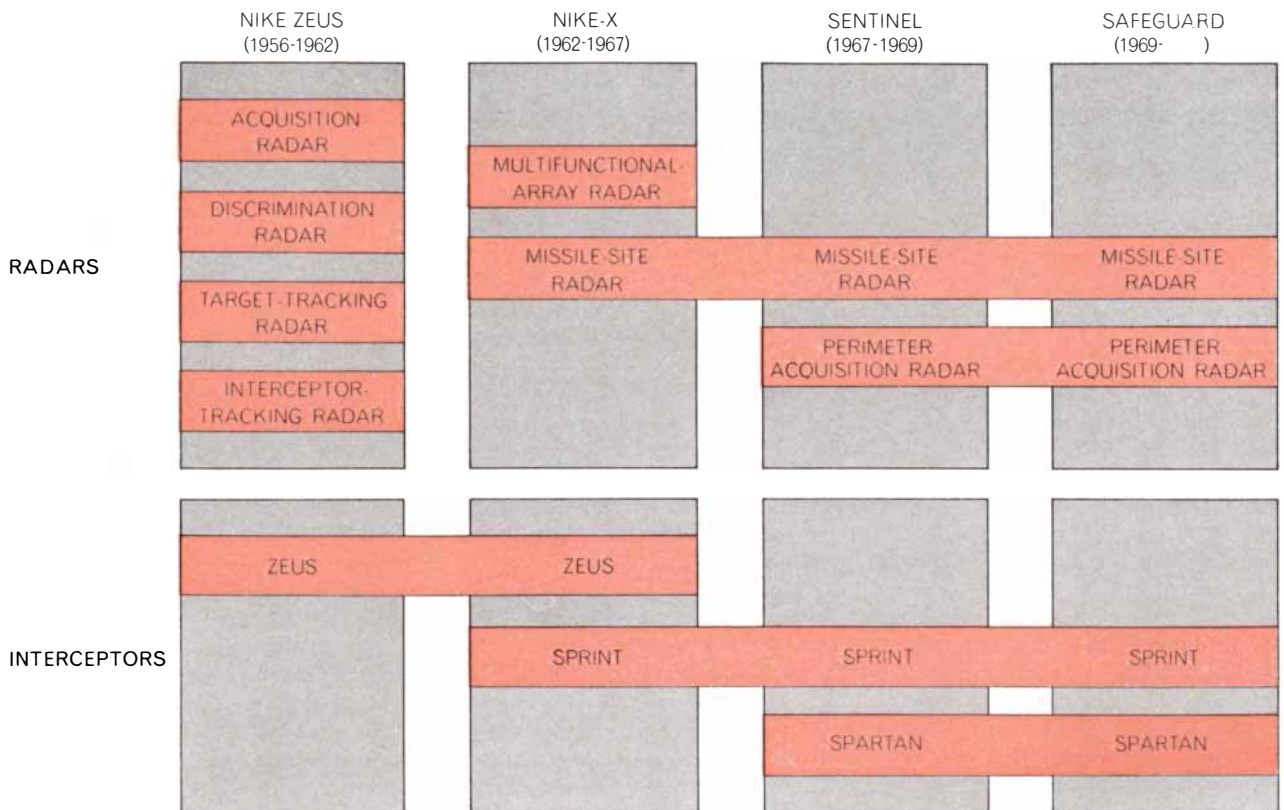 NIKE ZEUS
(1956-1962)
NIKE-X
(1962-1967)
SENTINEL
(1967-1969)
SAFEGUARD
(1969- )
RADARS
ACQUISITION
RADAR
DISCRIMINATION
RADAR
TARGET-TRACKING
RADAR
INTERCEPTOR-
TRACKING RADAR
MULTIFUNCTIONAL-
ARRAY RADAR
MISSILE-SITE
RADAR
MISSILE-SITE
RADAR
MISSILE-SITE
RADAR
PERIMETER
ACQUISITION RADAR
PERIMETER
ACQUISITION RADAR
INTERCEPTORS
ZEUS
ZEUS
SPRINT
SPRINT
SPRINT
SPARTAN
SPARTAN